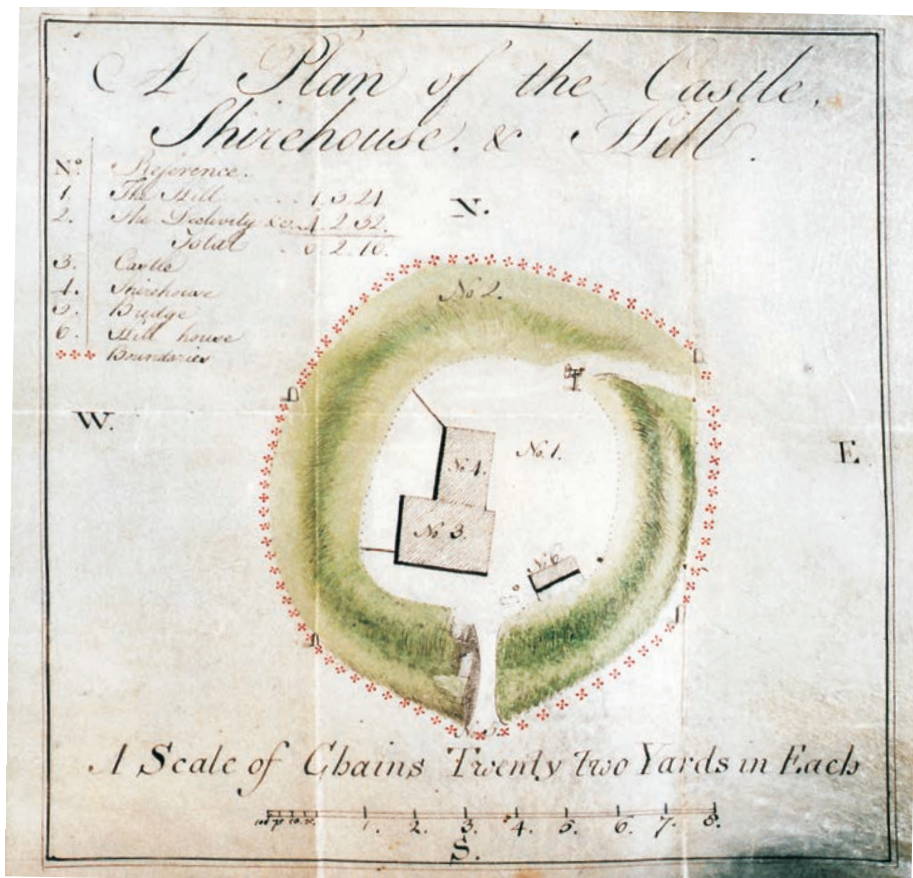 A Plan of the Castle,
Shirehouse, & Hill.
No. Reference.
1. The Hill 1.3.24
2. The Declivity &c. 4.2.32.
Total 6.2.16.
3. Castle
4. Shirehouse
5. Bridge
6. Hill house
Boundaries
N.
No 2.
W.
No 1.
E.
No 4.
No 3.
No 6
A Scale of Chains Twenty two Yards in Each
1. 2. 3. 4. 5. 6. 7. 8.
S.